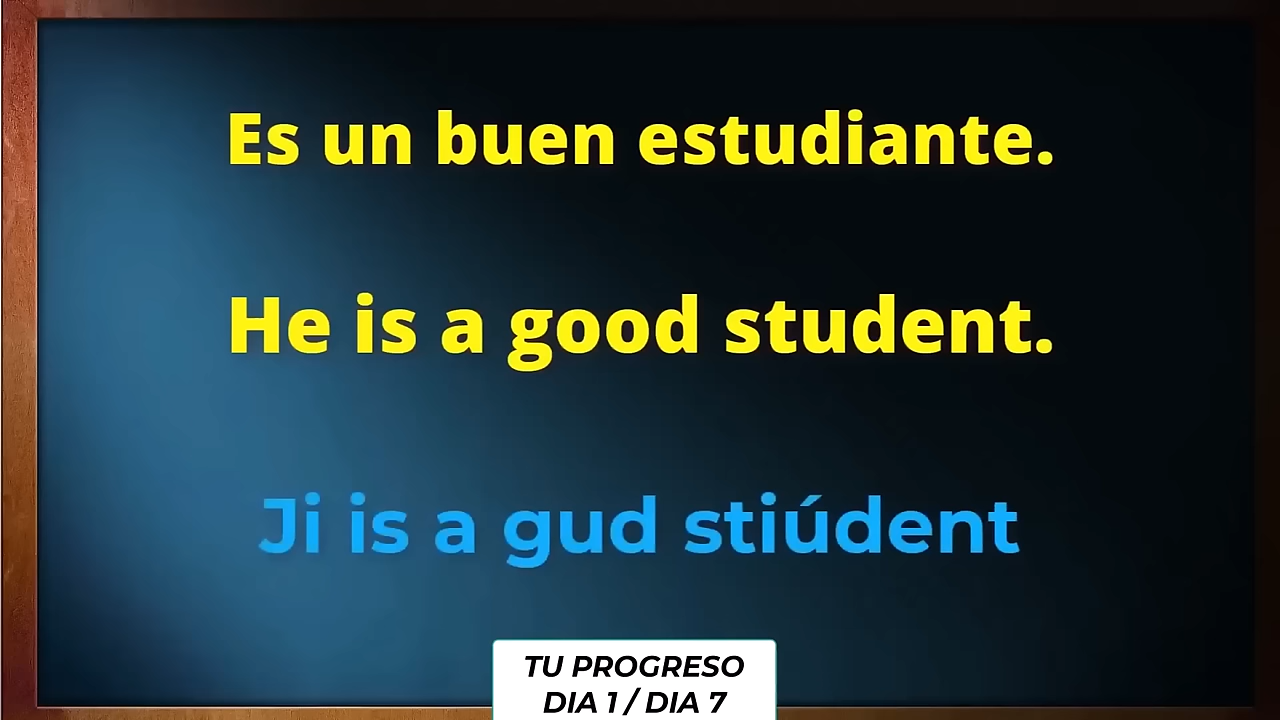 Es un buen estudiante.
He is a good student.
Ji is a gud stiúdent
TU PROGRESO
DIA 1 / DIA 7